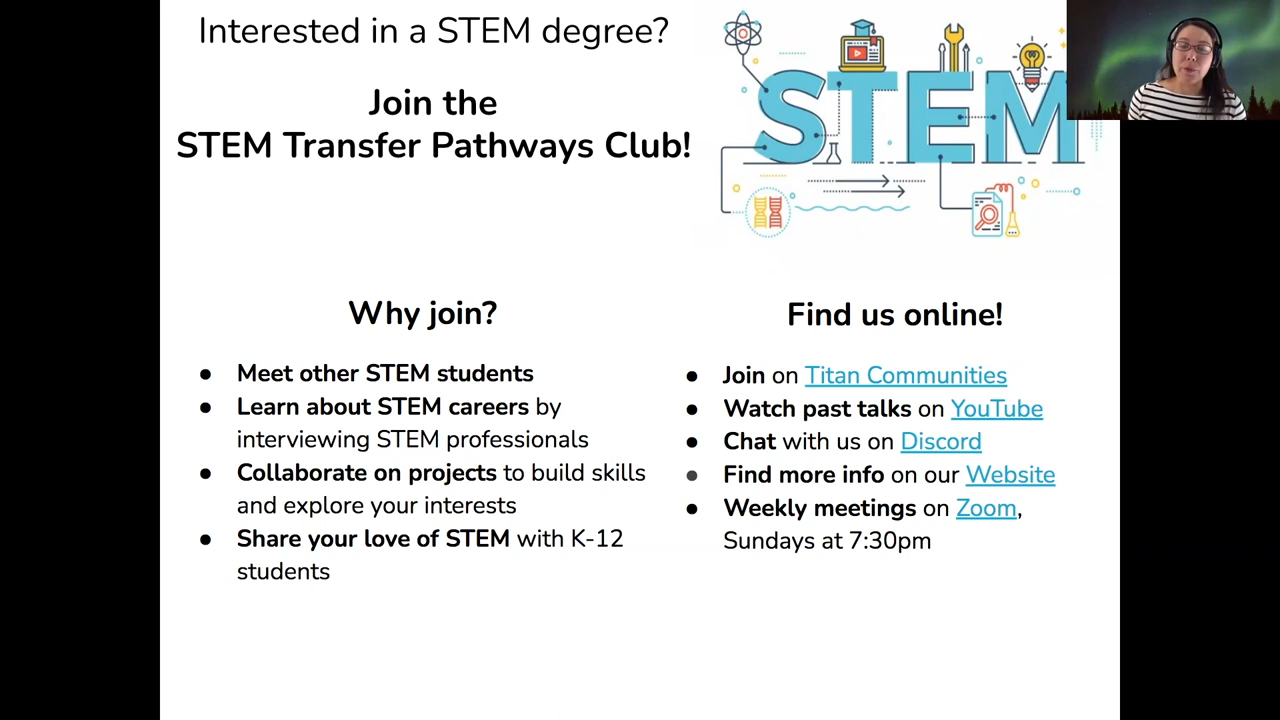 Interested in a STEM degree?
Join the
STEM Transfer Pathways Club!
STEM
Why join?
● Meet other STEM students
● Learn about STEM careers by
interviewing STEM professionals
● Collaborate on projects to build skills
and explore your interests
● Share your love of STEM with K-12
students
Find us online!
● Join on Titan Communities
● Watch past talks on YouTube
● Chat with us on Discord
● Find more info on our Website
● Weekly meetings on Zoom,
Sundays at 7:30pm